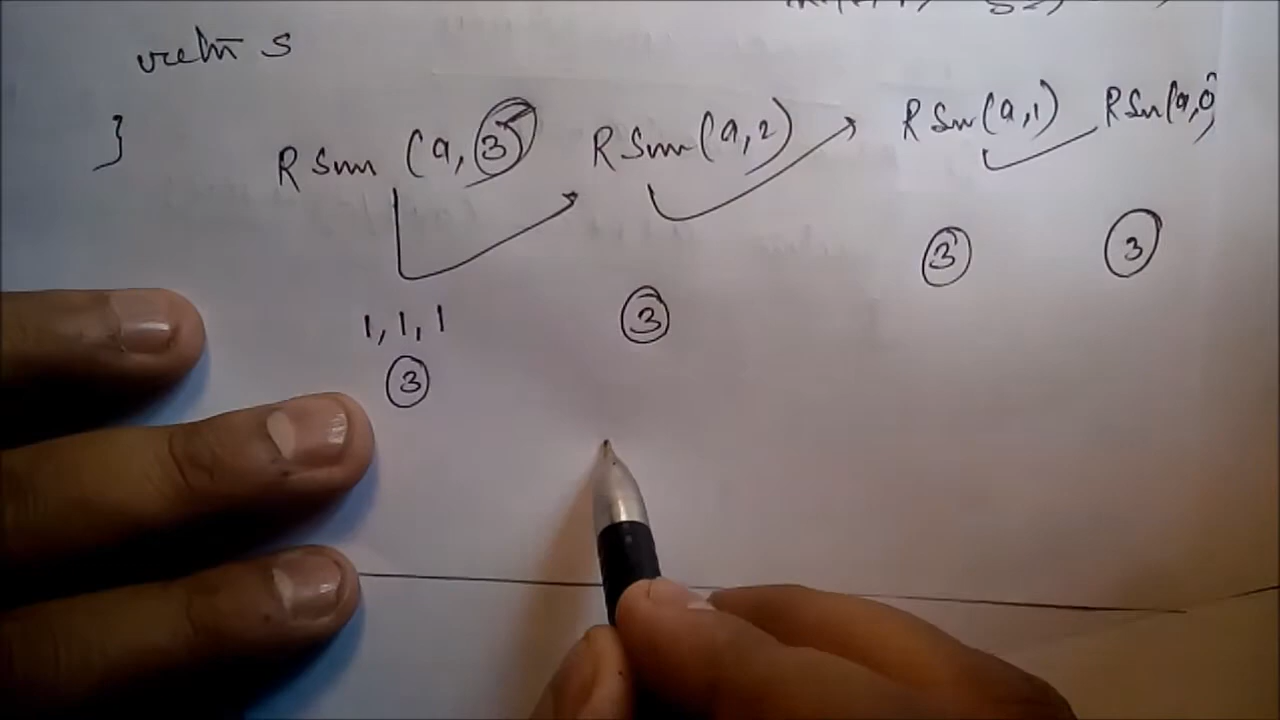 return s
}
RSum (a, 3) RSum (a, 2) RSum (a, 1) RSum (a, 0)
3 3
1, 1, 1 3
3